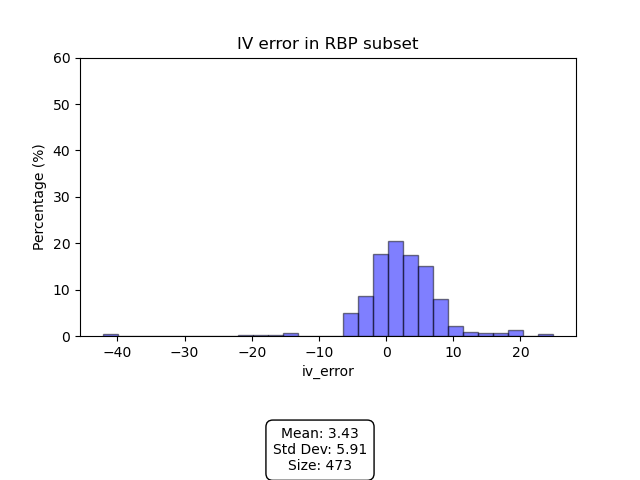 IV error in RBP subset
Percentage (%)
60
50
40
30
20
10
0
−40
−30
−20
−10
0
10
20
iv_error
Mean: 3.43
Std Dev: 5.91
Size: 473